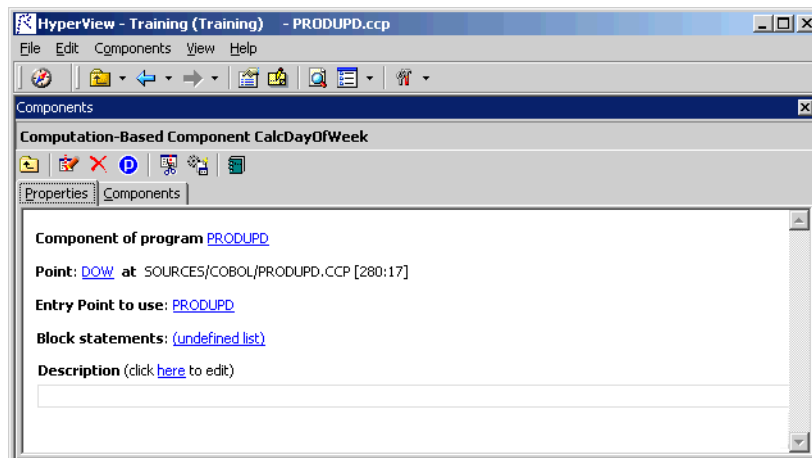 HyperView - Training (Training) - PRODUPD.ccp
File Edit Components View Help
Components
Computation-Based Component CalcDayOfWeek
Properties Components
Component of program PRODUPD
Point: DOW at SOURCES/COBOL/PRODUPD.CCP [280:17]
Entry Point to use: PRODUPD
Block statements: (undefined list)
Description (click here to edit)